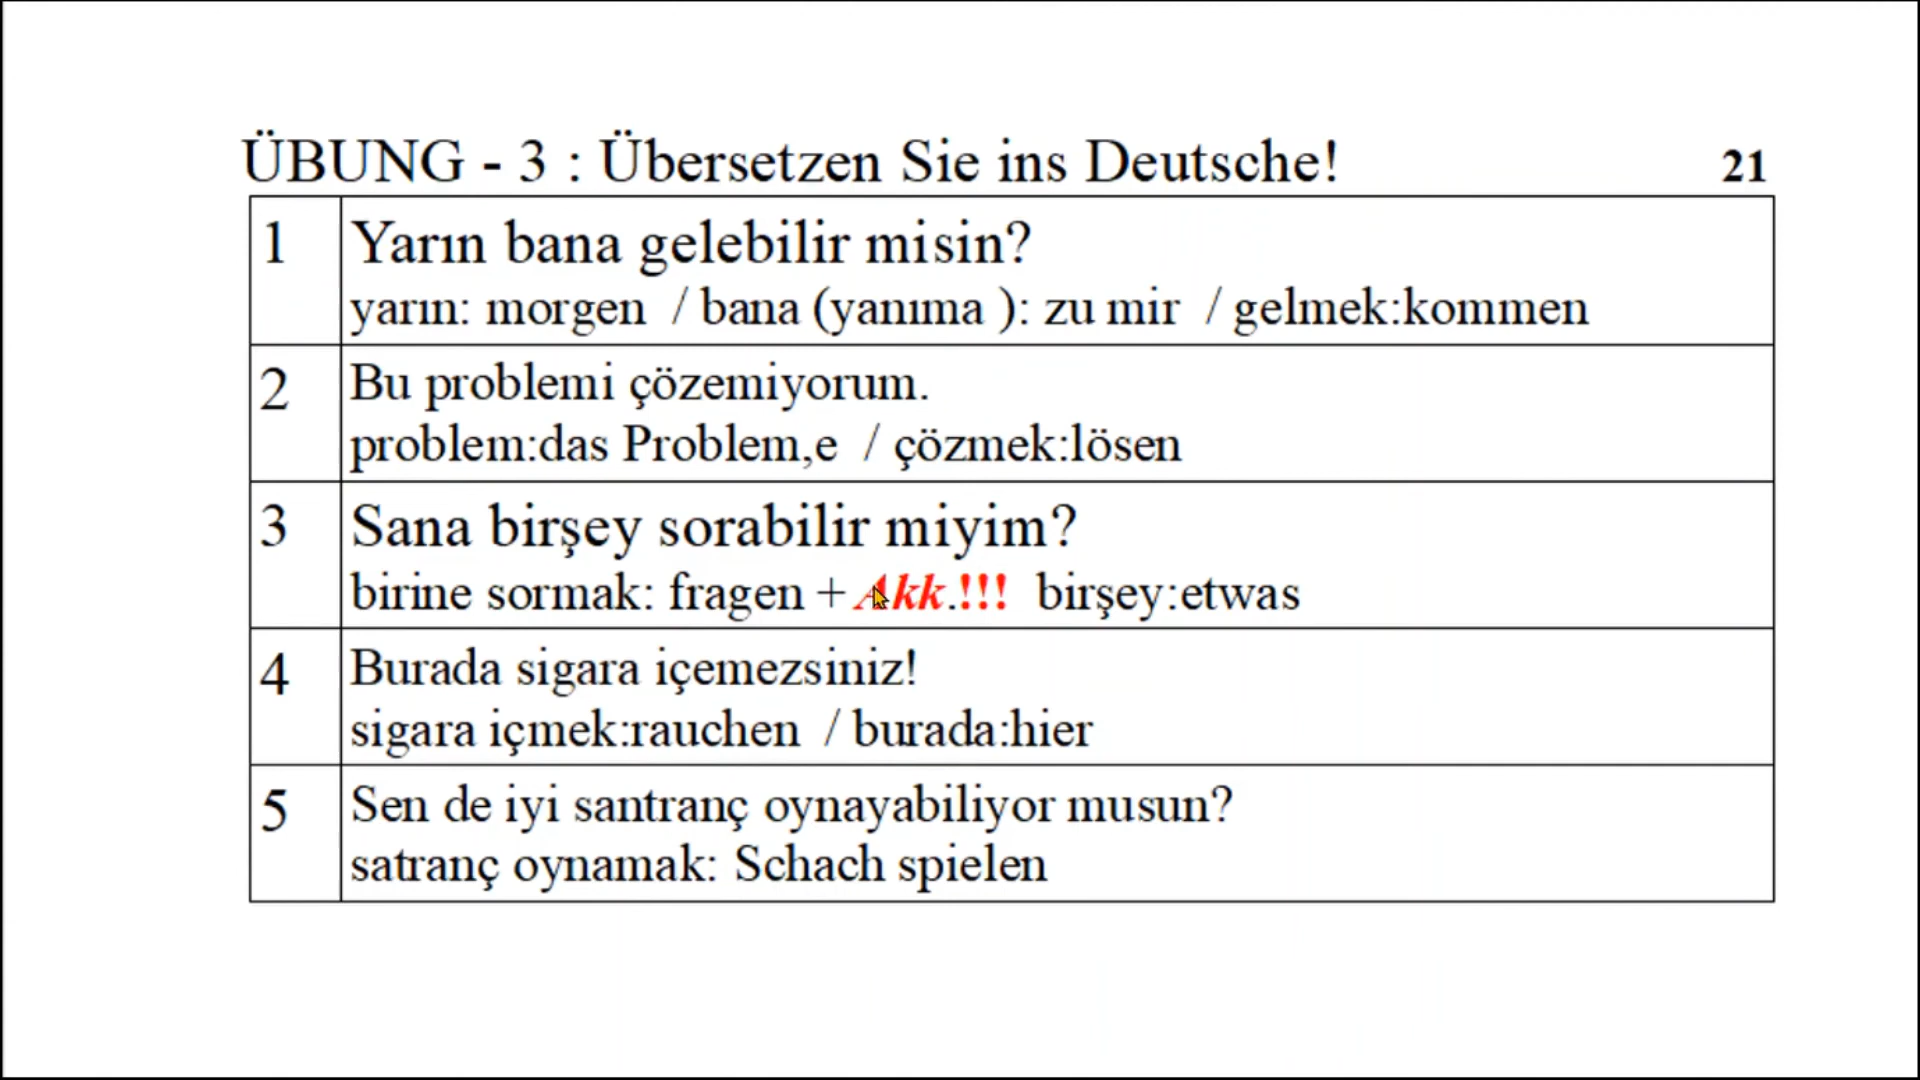 ÜBUNG - 3 : Übersetzen Sie ins Deutsche! 21
1 Yarın bana gelebilir misin?
yarın: morgen / bana (yanıma ): zu mir / gelmek:kommen
2 Bu problemi çözemiyorum.
problem:das Problem,e / çözmek:lösen
3 Sana birşey sorabilir miyim?
birine sormak: fragen + Akk.!!! birşey:etwas
4 Burada sigara içemezsiniz!
sigara içmek:rauchen / burada:hier
5 Sen de iyi santranç oynayabiliyor musun?
satranç oynamak: Schach spielen